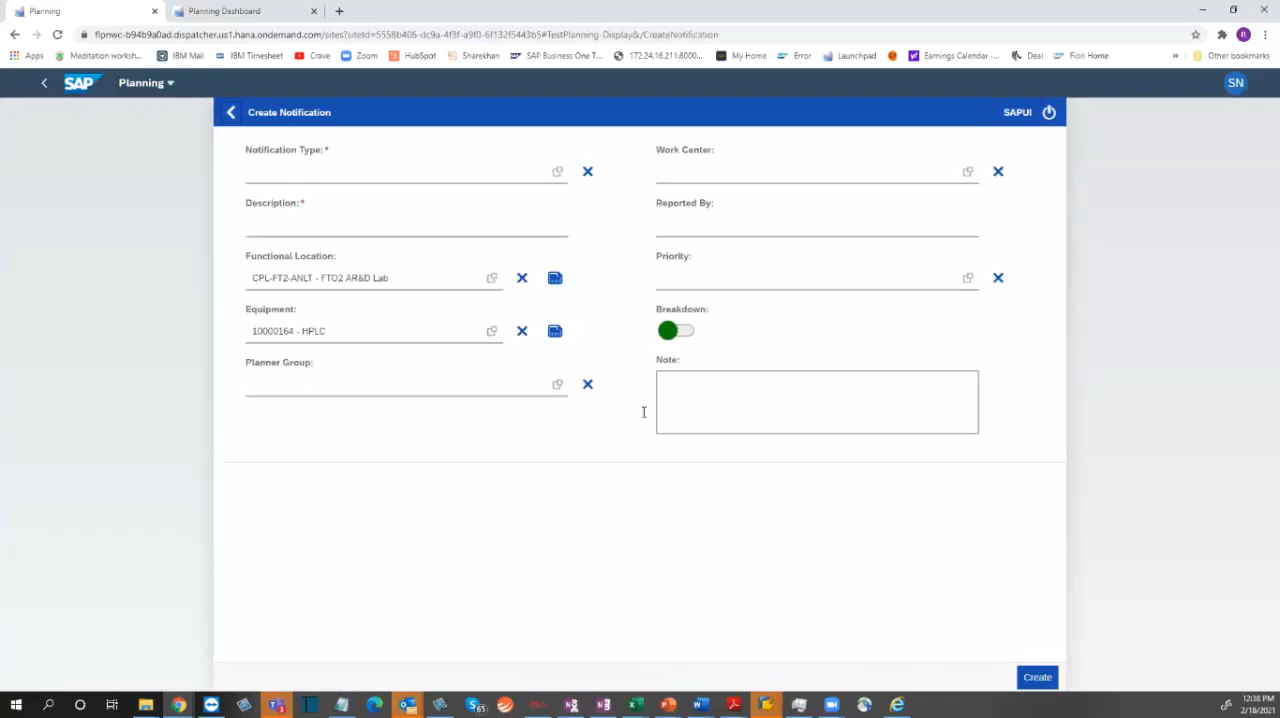 Planning
Planning Dashboard
flpnwc-b94b9a0ad.dispatcher.us1.hana.ondemand.com/sites?siteId=5558b406-dc9a-4f3f-a9f0-6f132f5443b5#TestPlanning-Display&/CreateNotification
Apps
Meditation worksh...
IBM Mail
IBM Timesheet
Crave
Zoom
HubSpot
Sharekhan
SAP Business One T...
172.24.16.211:8000...
My Home
Error
Launchpad
Earnings Calendar -...
Deal
Fiori Home
»
Other bookmarks
SAP
Planning
SN
Create Notification
SAPUI
Notification Type:*
Work Center:
Description:*
Reported By:
Functional Location:
Priority:
CPL-FT2-ANLT - FTO2 AR&D Lab
Equipment:
Breakdown:
10000164 - HPLC
Planner Group:
Note:
Create
12:38 PM
2/18/2021